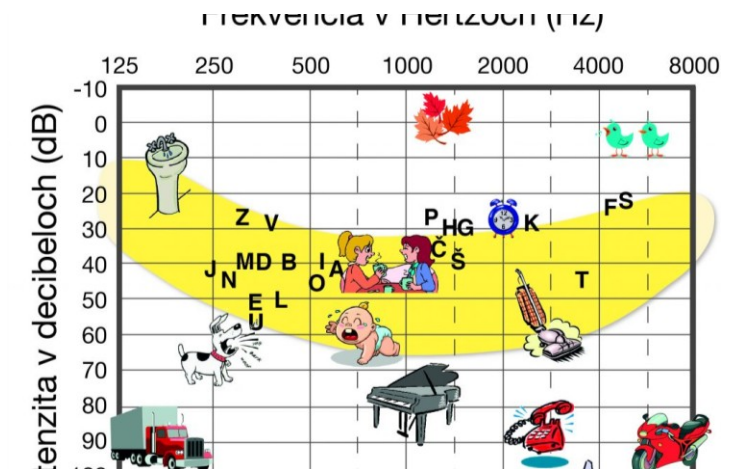 Frekvencia v Hertzoch (Hz)
125 250 500 1000 2000 4000 8000
-10
0
10
20
30
40
50
60
70
80
90
tenzita v decibeloch (dB)
F S
Z V P H G K
Č
J M D B I A Š
N O T
E L
U